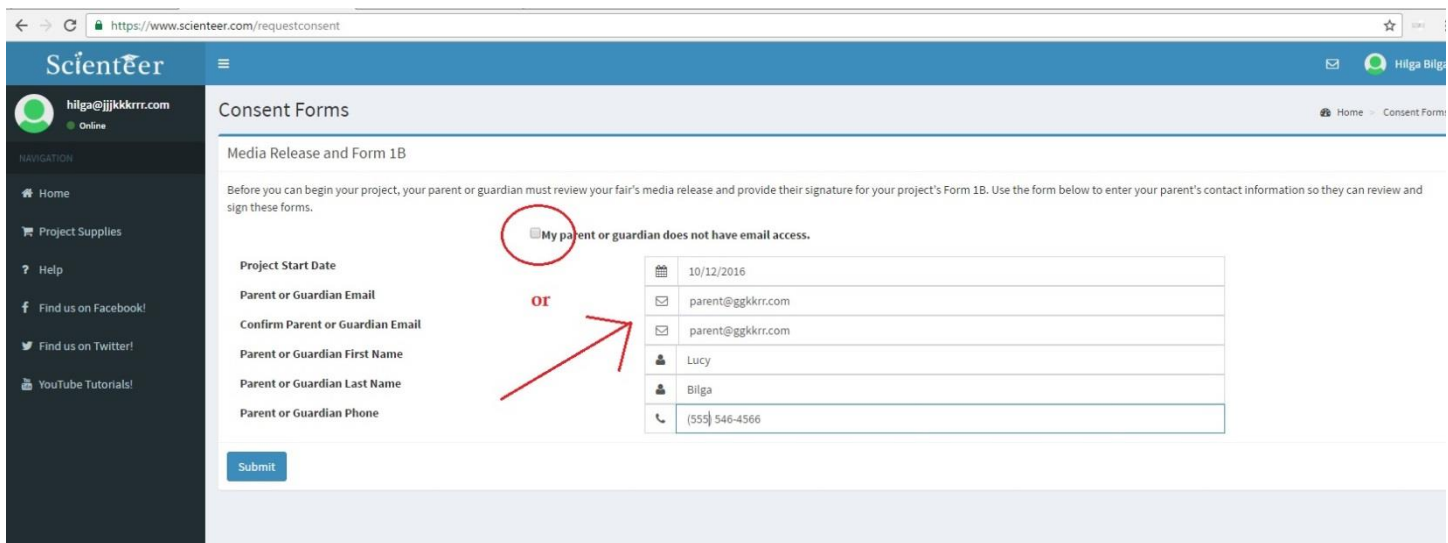 https://www.scienteer.com/requestconsent
Scienteer
Hilga Bilga
hilga@jjjkkkrrr.com
Online
Consent Forms
Home > Consent Forms
NAVIGATION
Media Release and Form 1B
Home
Before you can begin your project, your parent or guardian must review your fair's media release and provide their signature for your project's Form 1B. Use the form below to enter your parent's contact information so they can review and
sign these forms.
Project Supplies
My parent or guardian does not have email access.
Help
Project Start Date
10/12/2016
Parent or Guardian Email
or
parent@ggkkrr.com
Find us on Facebook!
Confirm Parent or Guardian Email
parent@ggkkrr.com
Find us on Twitter!
Parent or Guardian First Name
Lucy
YouTube Tutorials!
Parent or Guardian Last Name
Bilga
Parent or Guardian Phone
(555) 546-4566
Submit